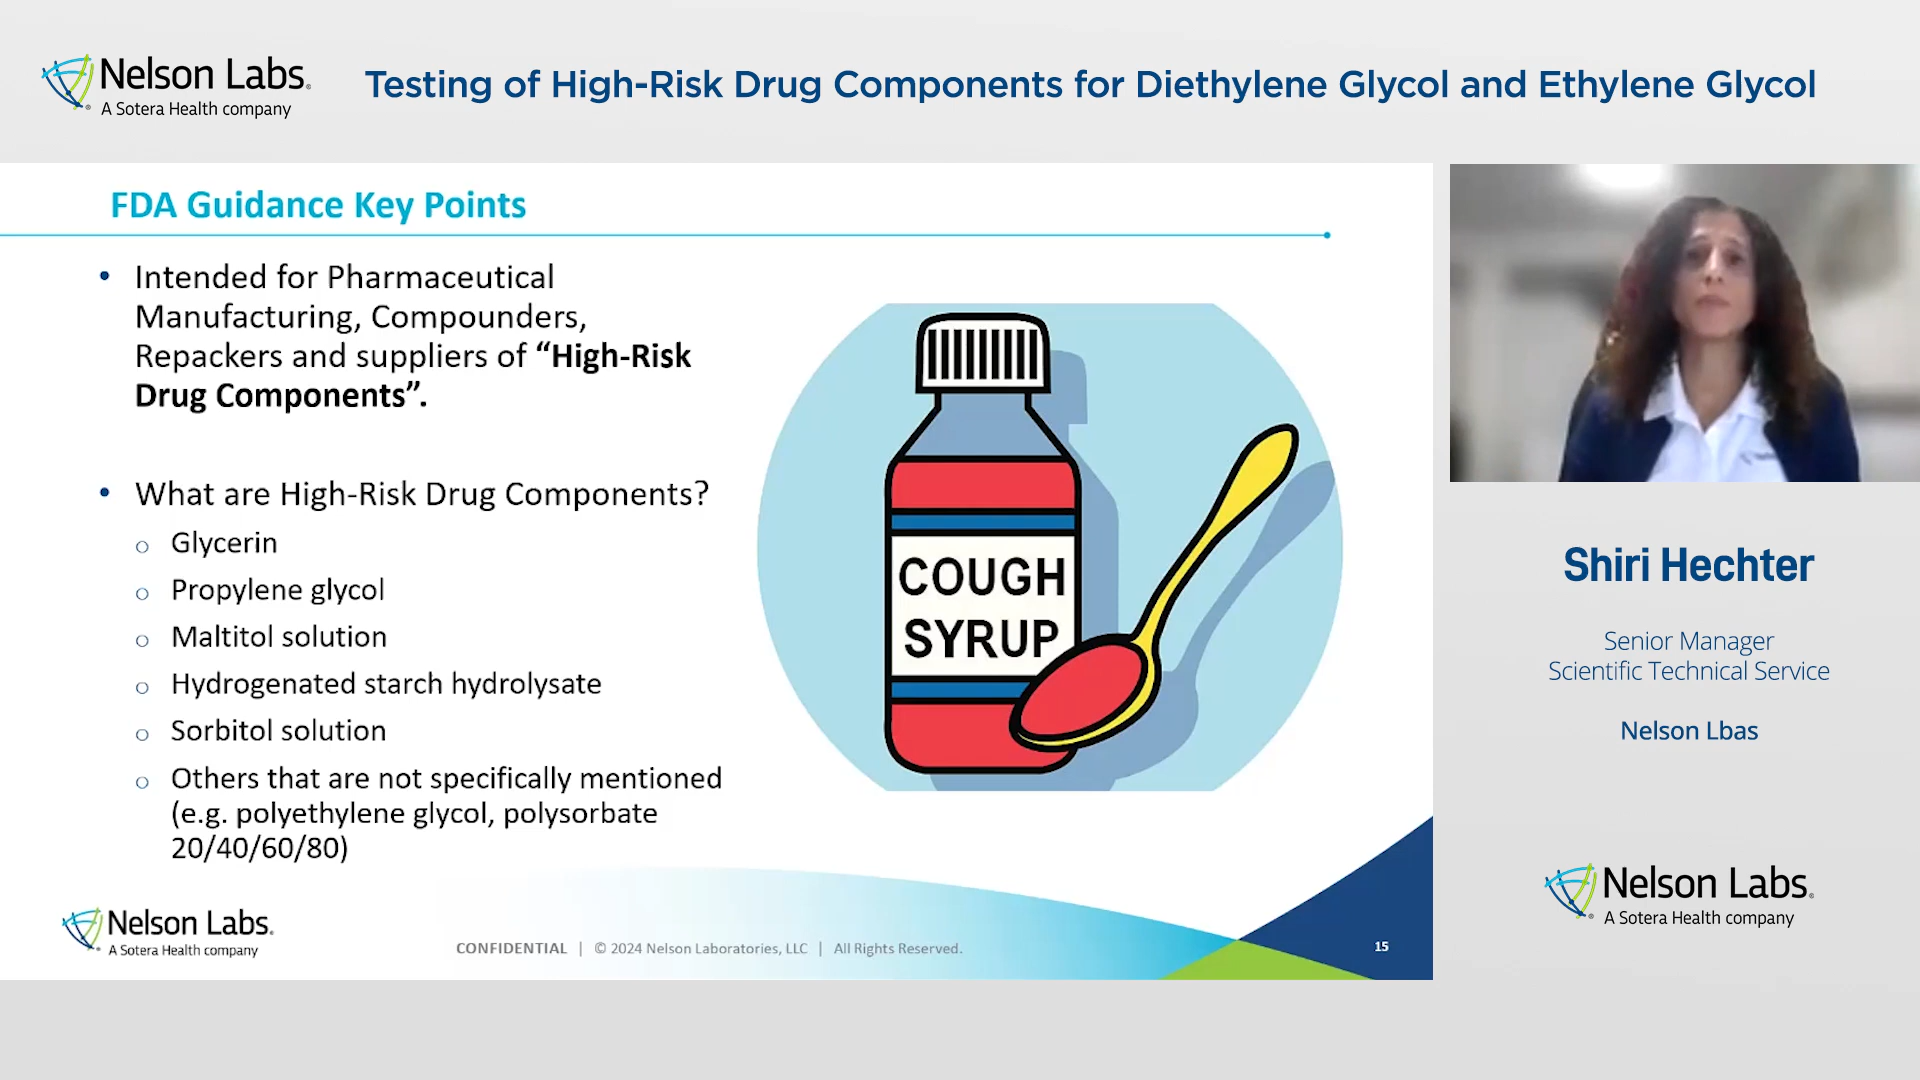 Nelson Labs®
A Sotera Health company
Testing of High-Risk Drug Components for Diethylene Glycol and Ethylene Glycol
FDA Guidance Key Points
• Intended for Pharmaceutical
Manufacturing, Compounders,
Repackers and suppliers of “High-Risk
Drug Components”.
• What are High-Risk Drug Components?
o Glycerin
o Propylene glycol
o Maltitol solution
o Hydrogenated starch hydrolysate
o Sorbitol solution
o Others that are not specifically mentioned
(e.g. polyethylene glycol, polysorbate
20/40/60/80)
COUGH
SYRUP
Nelson Labs®
A Sotera Health company
CONFIDENTIAL | © 2024 Nelson Laboratories, LLC | All Rights Reserved.
15
Shiri Hechter
Senior Manager
Scientific Technical Service
Nelson Lbas
Nelson Labs®
A Sotera Health company